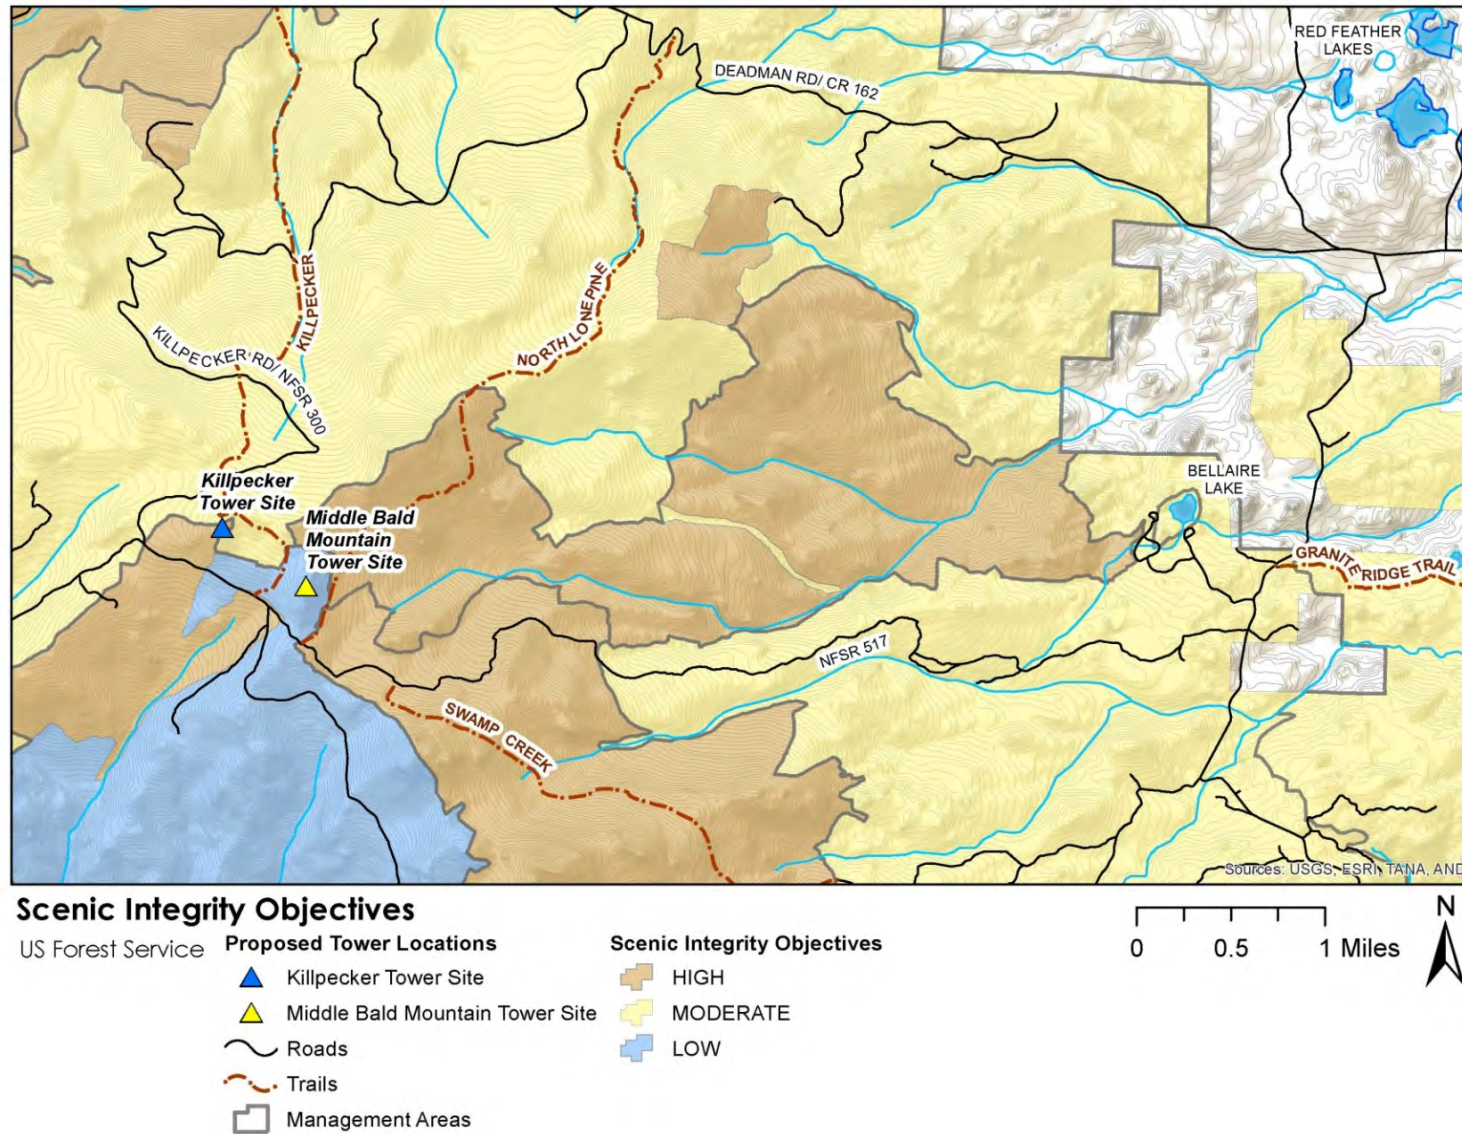 RED FEATHER
LAKES
DEADMAN RD/ CR 162
KILLPECKER
NORTH LONEPINE
KILLPECKER RD/ NFSR 300
Killpecker
Tower Site
Middle Bald
Mountain
Tower Site
BELLAIRE
LAKE
GRANITE RIDGE TRAIL
NFSR 517
SWAMP CREEK
Sources: USGS, ESRI, TANA, AND
Scenic Integrity Objectives
US Forest Service
Proposed Tower Locations
Killpecker Tower Site
Middle Bald Mountain Tower Site
Roads
Trails
Management Areas
Scenic Integrity Objectives
HIGH
MODERATE
LOW
0 0.5 1 Miles
N